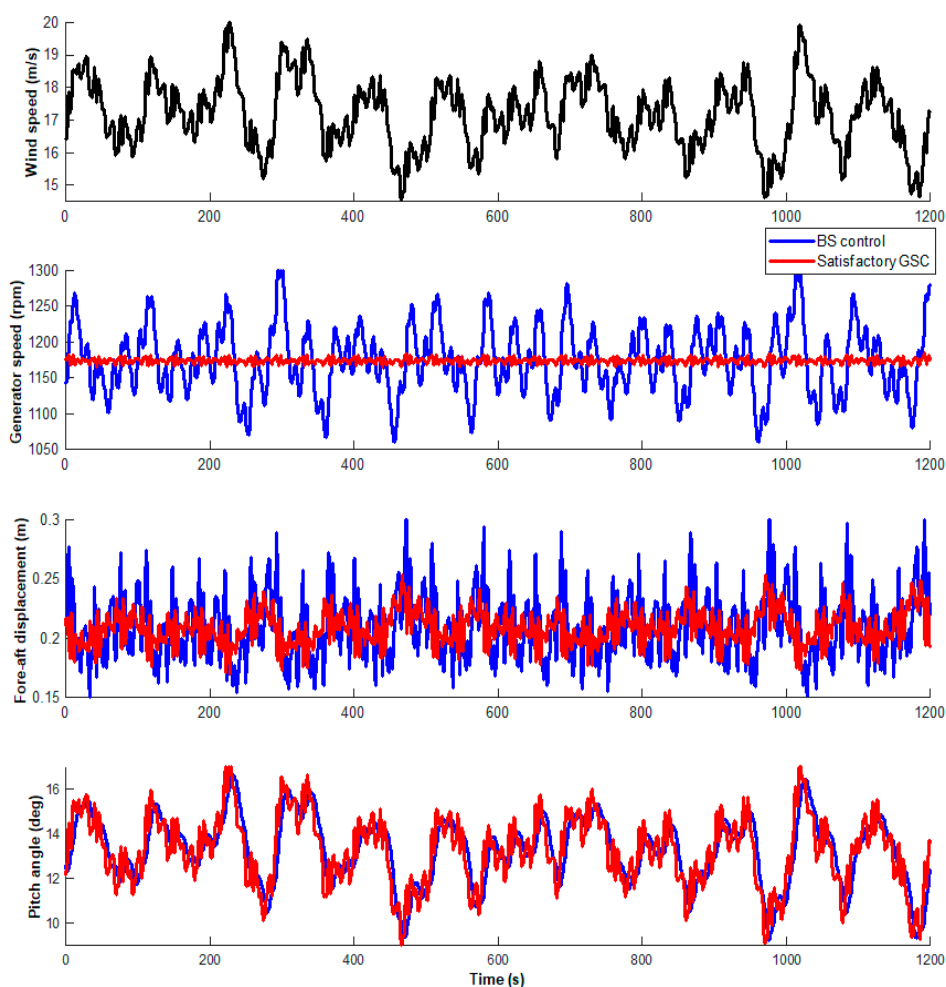 Wind speed (m/s)
20
19
18
17
16
15
0 200 400 600 800 1000 1200
BS control
Satisfactory GSC
Generator speed (rpm)
1300
1250
1200
1150
1100
1050
0 200 400 600 800 1000 1200
Fore-aft displacement (m)
0.3
0.25
0.2
0.15
0 200 400 600 800 1000 1200
Pitch angle (deg)
16
14
12
10
0 200 400 600 800 1000 1200
Time (s)